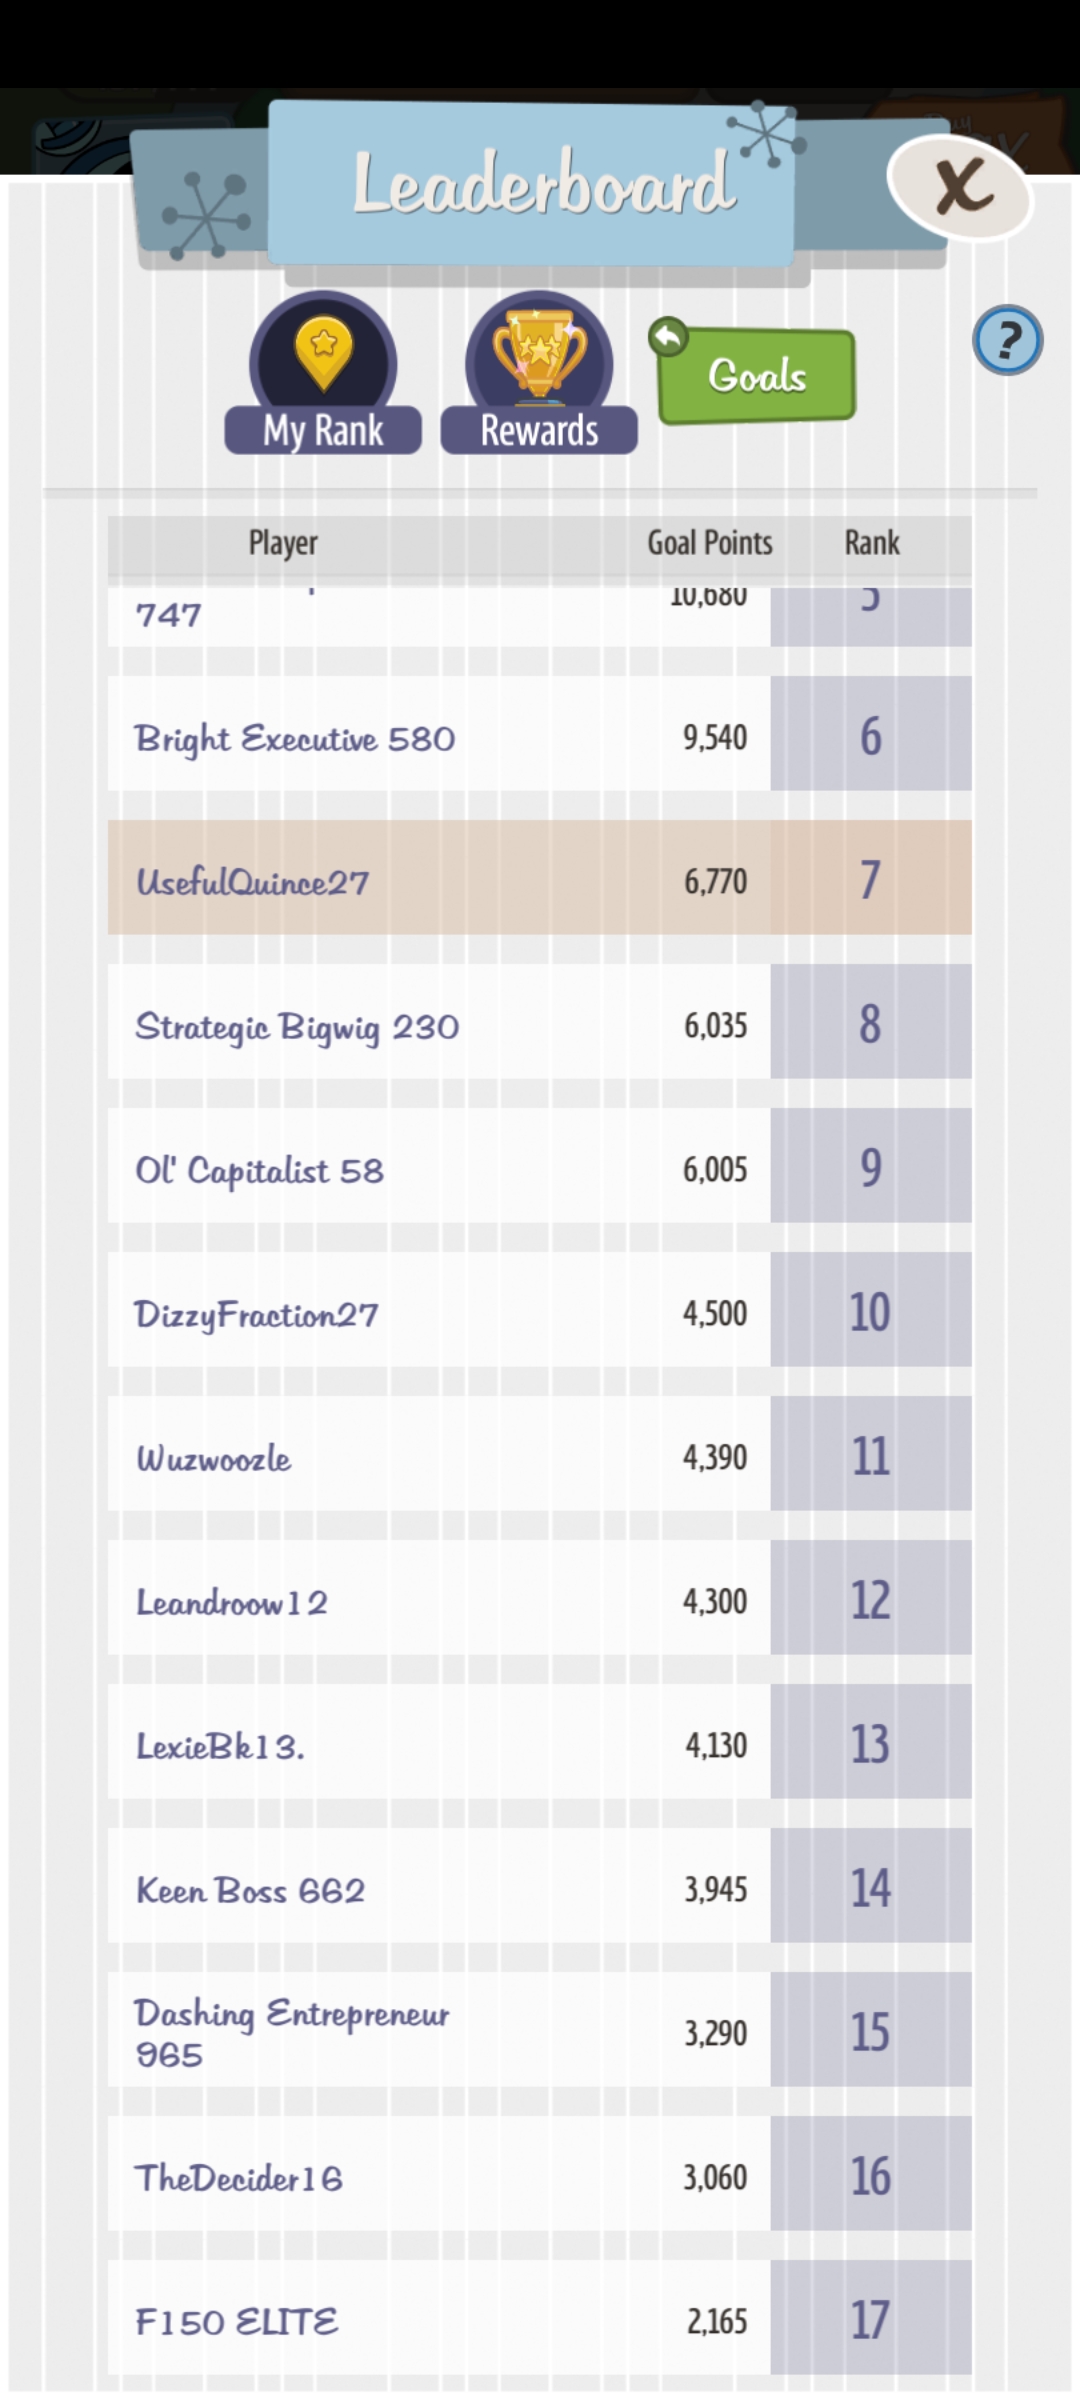 Leaderboard
X
My Rank
Rewards
Goals
?
Player Goal Points Rank
747 10,680 5
Bright Executive 580 9,540 6
UsefulQuince27 6,770 7
Strategic Bigwig 230 6,035 8
Ol' Capitalist 58 6,005 9
DizzyFraction27 4,500 10
Wuzwoozle 4,390 11
Leandroow12 4,300 12
LexieBk13. 4,130 13
Keen Boss 662 3,945 14
Dashing Entrepreneur
965 3,290 15
TheDecider16 3,060 16
F150 ELITE 2,165 17